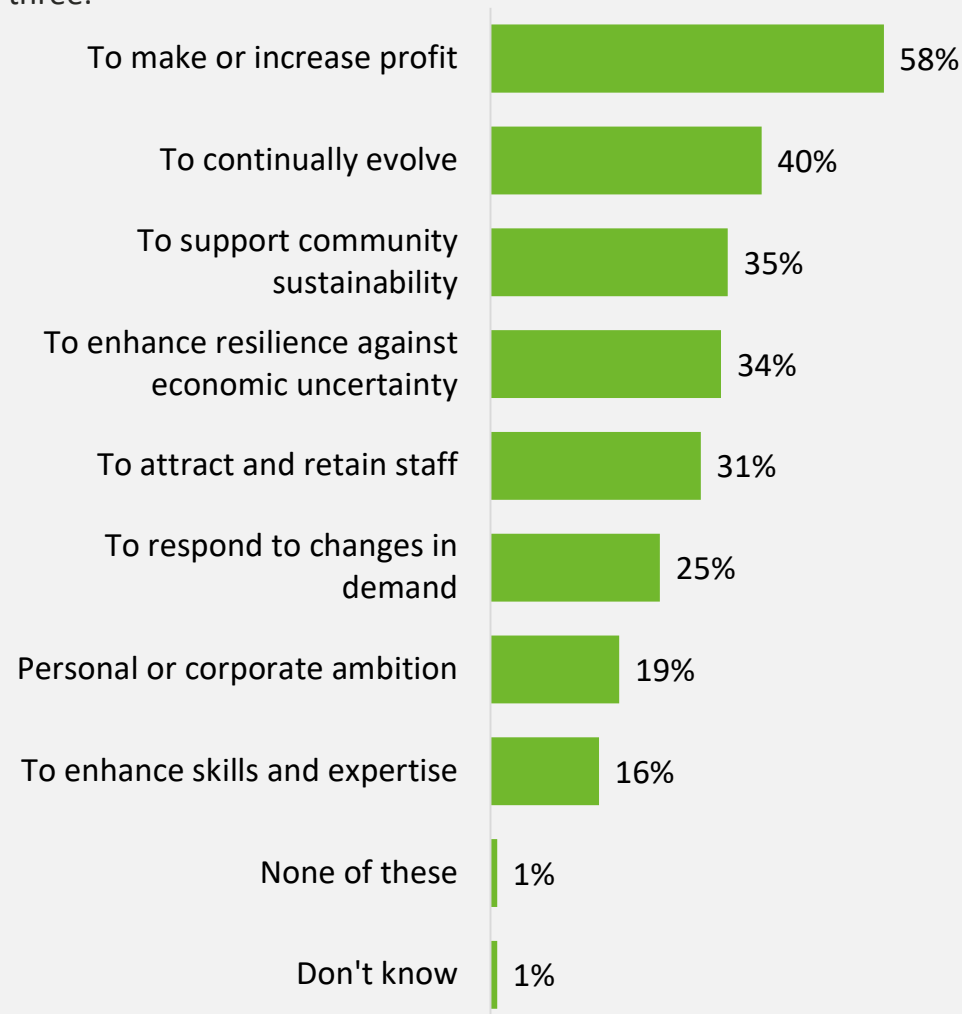 three.
To make or increase profit
58%
To continually evolve
40%
To support community
sustainability
35%
To enhance resilience against
economic uncertainty
34%
To attract and retain staff
31%
To respond to changes in
demand
25%
Personal or corporate ambition
19%
To enhance skills and expertise
16%
None of these
1%
Don't know
1%